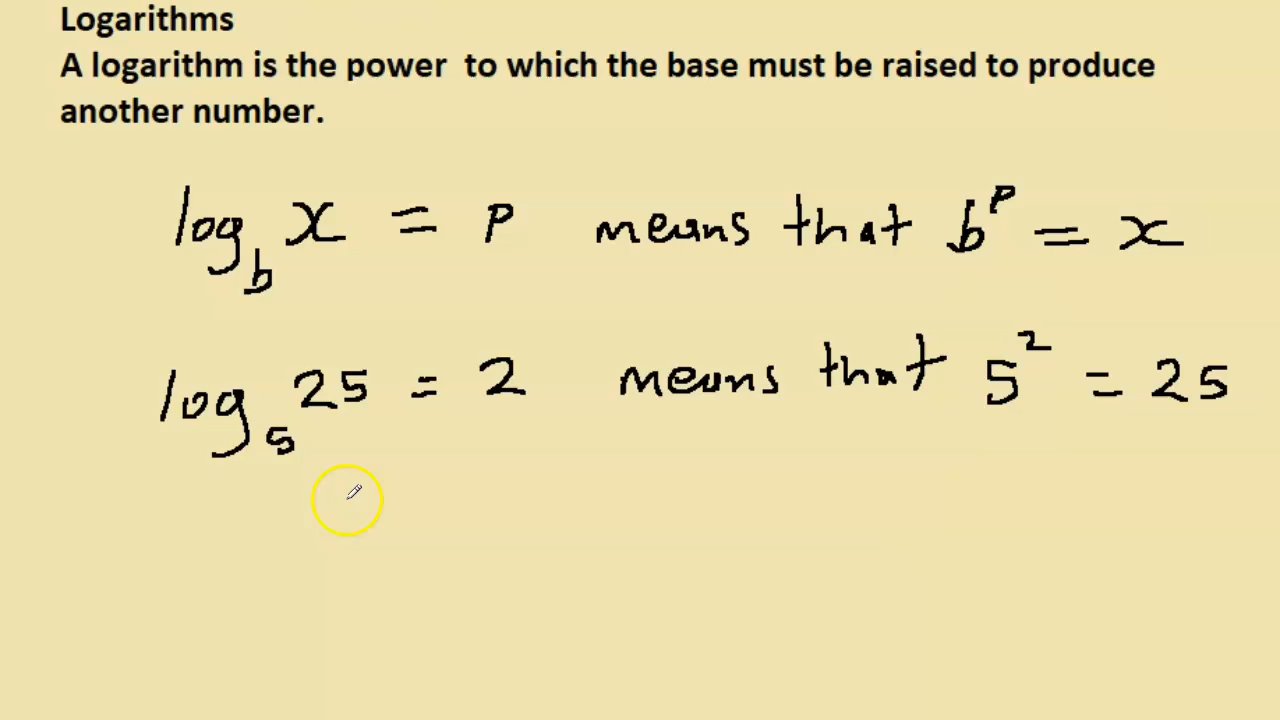 Logarithms
A logarithm is the power to which the base must be raised to produce
another number.
log_b x = P means that b^P = x
log_5 25 = 2 means that 5^2 = 25